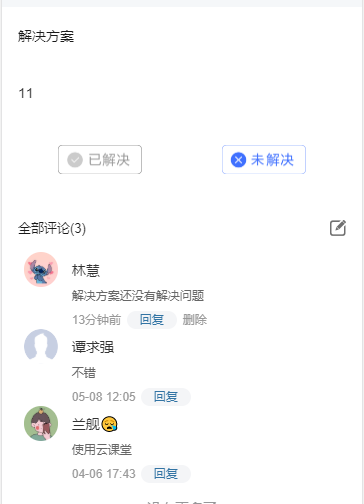 解决方案
11
已解决
未解决
全部评论(3)
林慧
解决方案还没有解决问题
13分钟前 回复 删除
谭求强
不错
05-08 12:05 回复
兰舰😪
使用云课堂
04-06 17:43 回复